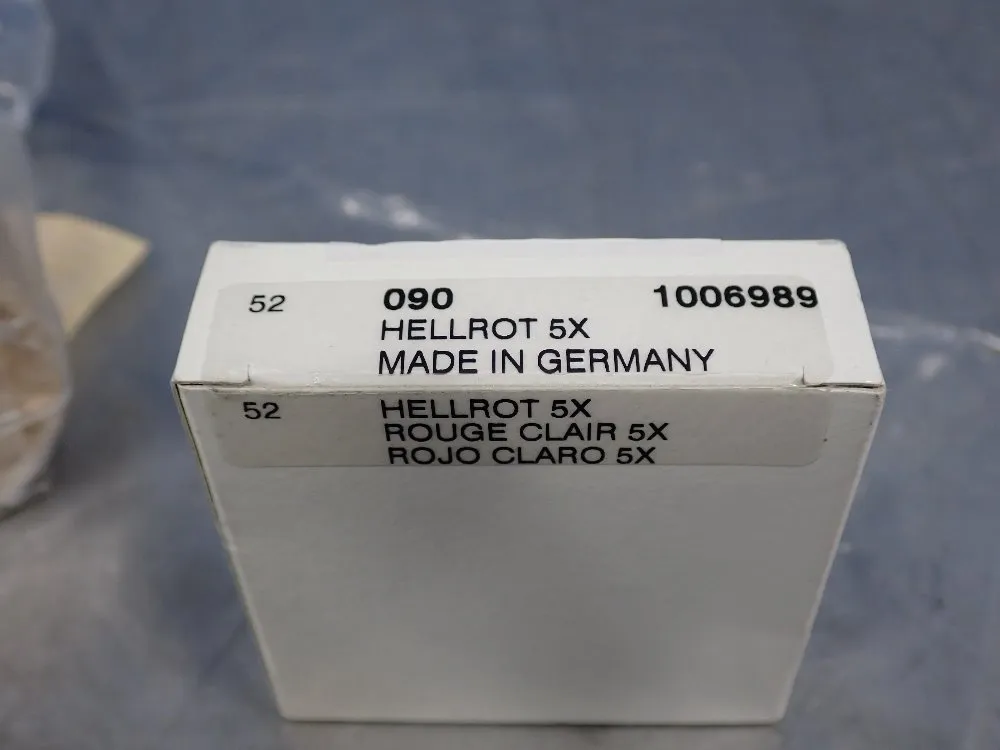 52 090 1006989
HELLROT 5X
MADE IN GERMANY
52 HELLROT 5X
ROUGE CLAIR 5X
ROJO CLARO 5X